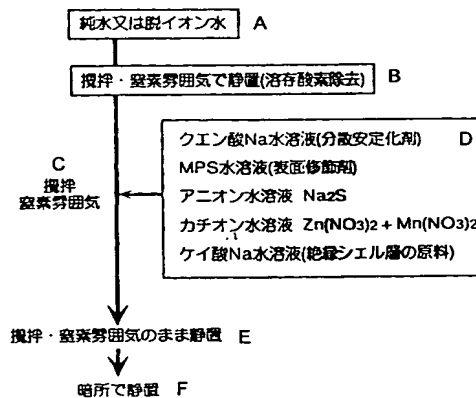 純水又は脱イオン水 A
攪拌・窒素雰囲気で静置(溶存酸素除去) B
クエン酸Na水溶液(分散安定化剤) D
MPS水溶液(表面修飾剤)
アニオン水溶液 Na2S
カチオン水溶液 Zn(NO3)2 + Mn(NO3)2
ケイ酸Na水溶液(絶縁シェル層の原料)
C
攪拌
窒素雰囲気
攪拌・窒素雰囲気のまま静置 E
暗所で静置 F